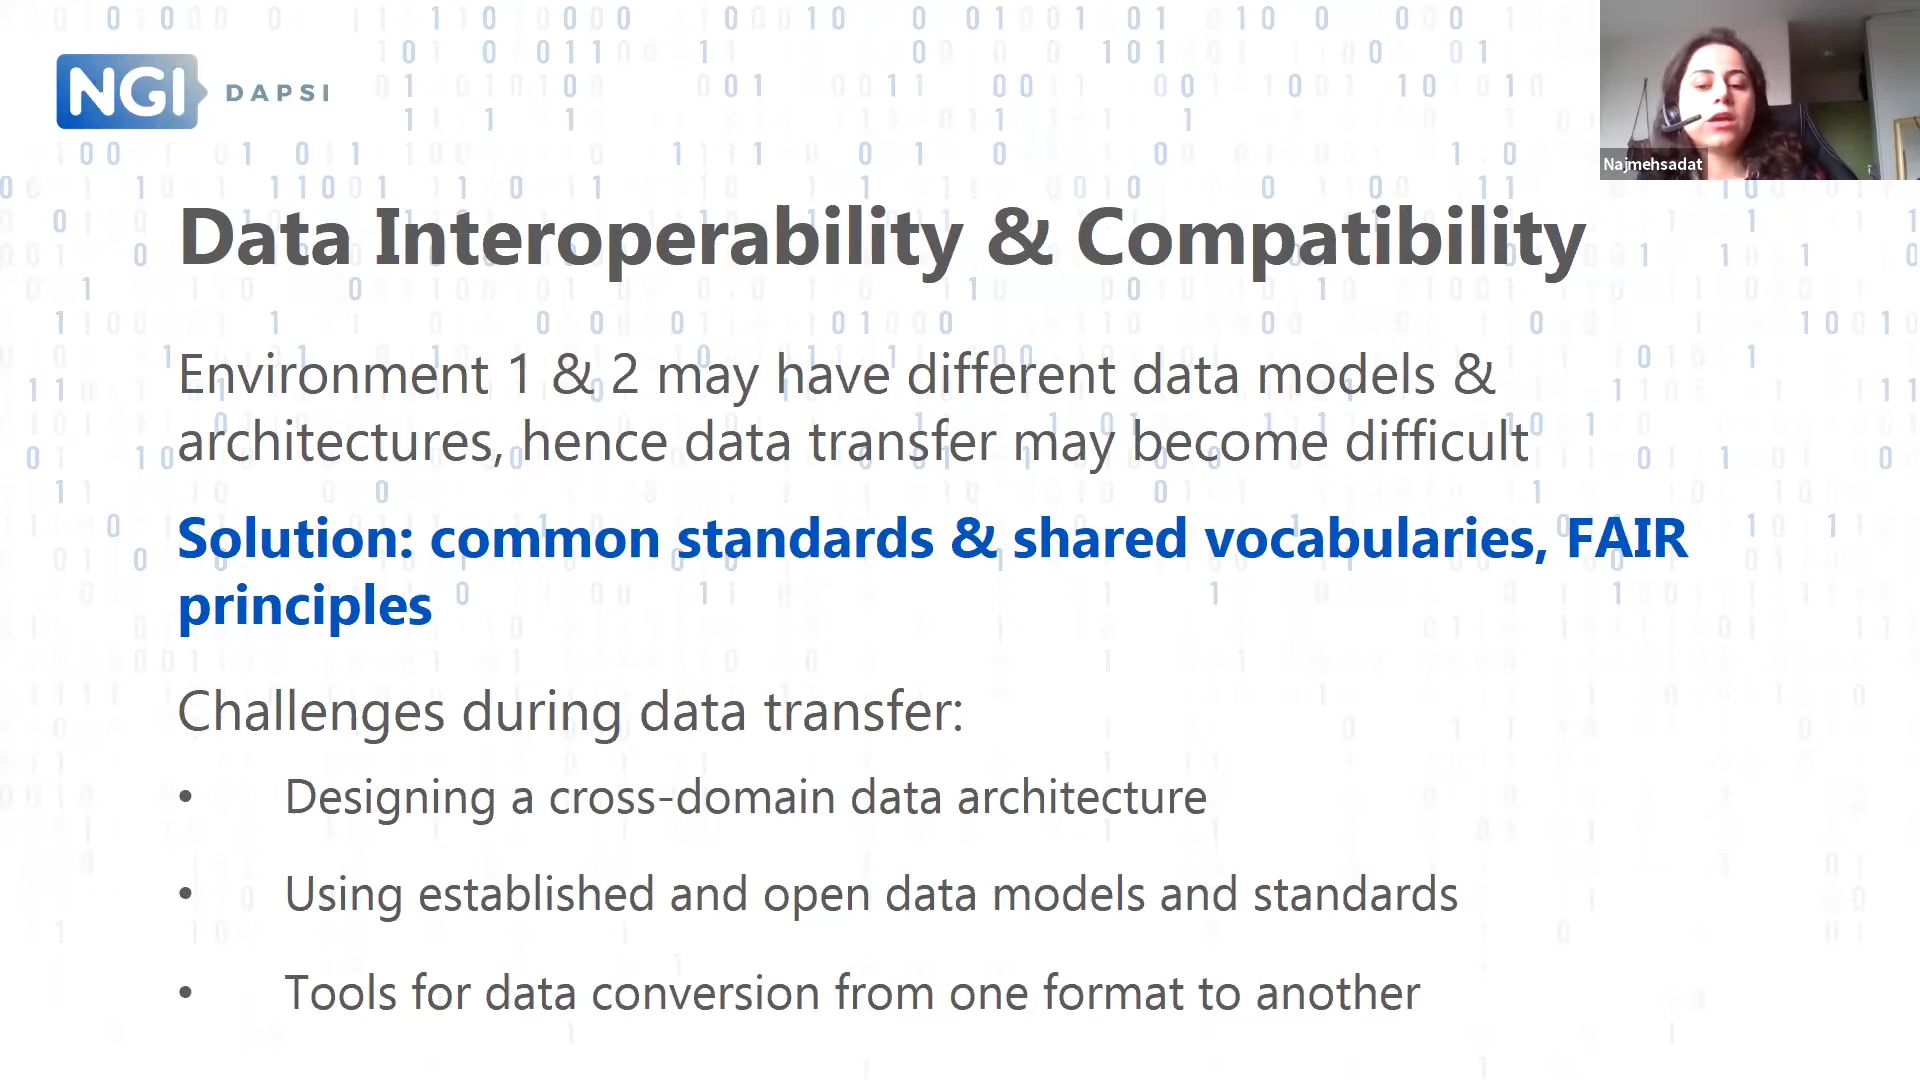 NGI DAPSI
Najmehsadat
Data Interoperability & Compatibility
Environment 1 & 2 may have different data models &
architectures, hence data transfer may become difficult
Solution: common standards & shared vocabularies, FAIR
principles
Challenges during data transfer:
• Designing a cross-domain data architecture
• Using established and open data models and standards
• Tools for data conversion from one format to another